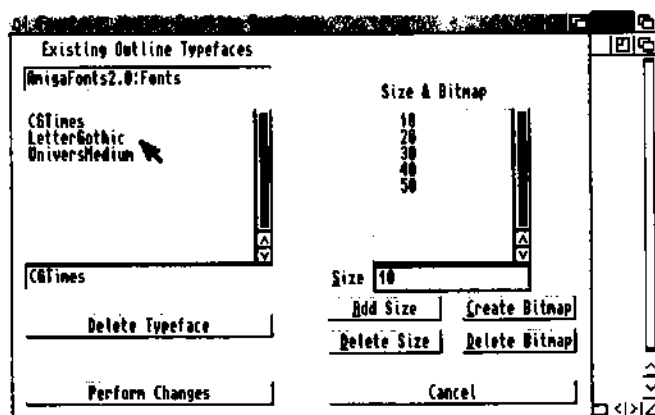 Existing Outline Typefaces
AmigaFonts2.0:Fonts
CGTimes
LetterGothic
UniversMedium
CGTimes
Delete Typeface
Perform Changes
Size & Bitmap
10
20
30
40
50
Size 10
Add Size
Create Bitmap
Delete Size
Delete Bitmap
Cancel